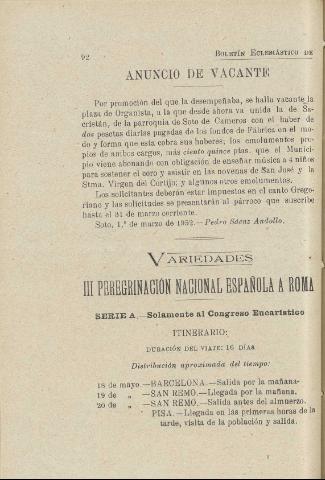 92
BOLETÍN ECLESIÁSTICO DE
ANUNCIO DE VACANTE
Por promoción del que la desempeñaba, se halla vacante la
plaza de Organista, a la que desde ahora va unida la de Sa-
cristán, de la parroquia de Soto de Cameros con el haber de
dos pesetas diarias pagadas de los fondos de Fábrica en el mo-
do y forma que esta cobra sus haberes; los emolumentos pro-
pios de ambos cargos, más ciento quince ptas. que el Munici-
pio viene abonando con obligación de enseñar música a 4 niños
para sostener el coro y asistir en las novenas de San José y la
Stma. Virgen del Cortijo; y algunos otros emolumentos.
Los solicitantes deberán estar impuestos en el canto Grego-
riano y las solicitudes se presentarán al párroco que suscribe
hasta el 31 de marzo corriente.
Soto, 1.º de marzo de 1922.—Pedro Sáenz Andollo.
VARIEDADES
III PEREGRINACIÓN NACIONAL ESPAÑOLA A ROMA
SERIE A.—Solamente al Congreso Eucarístico
ITINERARIO:
DURACIÓN DEL VIAJE: 16 DÍAS
Distribución aproximada del tiempo:
18 de mayo.—BARCELONA.—Salida por la mañana.
19 de „ —SAN REMO.—Llegada por la mañana.
20 de „ —SAN REMO.—Salida antes del almuerzo.
PISA.—Llegada en las primeras horas de la
tarde, visita de la población y salida.